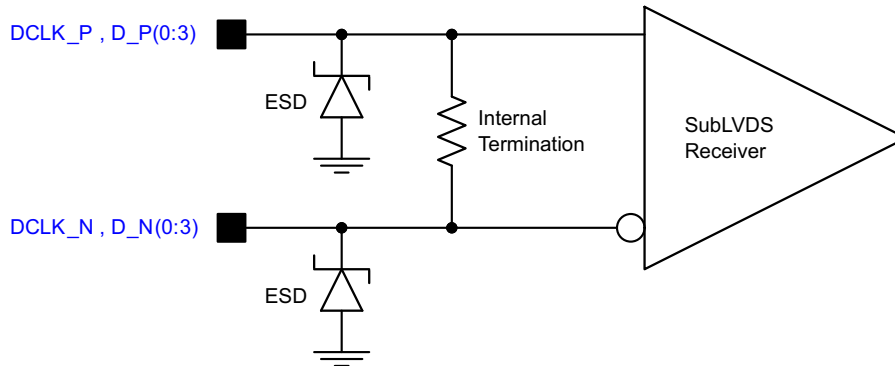 DCLK_P , D_P(0:3)
ESD
Internal
Termination
SubLVDS
Receiver
DCLK_N , D_N(0:3)
ESD